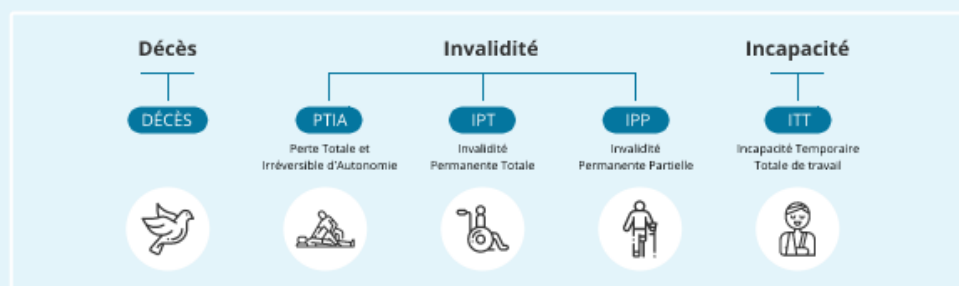 Décès
Invalidité
Incapacité
DÉCÈS
PTIA
IPT
IPP
ITT
Perte Totale et
Irréversible d'Autonomie
Invalidité
Permanente Totale
Invalidité
Permanente Partielle
Incapacité Temporaire
Totale de travail